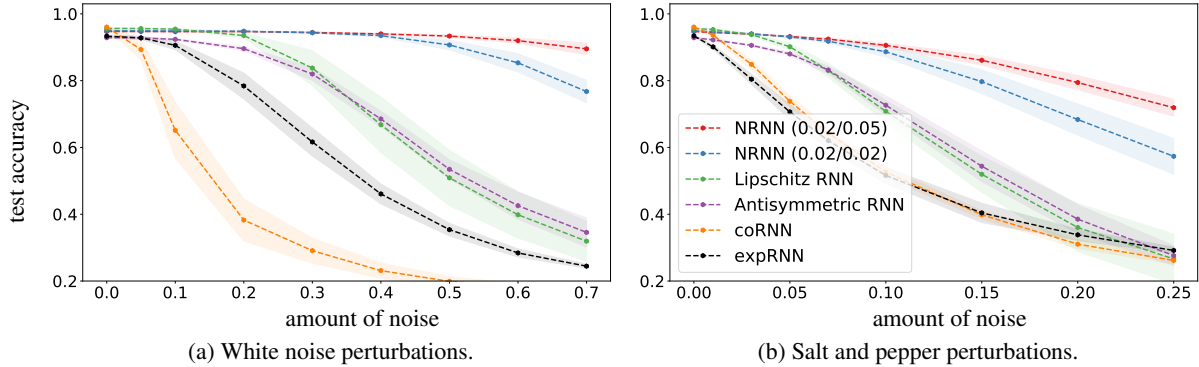 test accuracy
1.0
0.8
0.6
0.4
0.2
0.0 0.1 0.2 0.3 0.4 0.5 0.6 0.7
amount of noise
(a) White noise perturbations.
1.0
0.8
0.6
0.4
0.2
NRNN (0.02/0.05)
NRNN (0.02/0.02)
Lipschitz RNN
Antisymmetric RNN
coRNN
expRNN
0.00 0.05 0.10 0.15 0.20 0.25
amount of noise
(b) Salt and pepper perturbations.